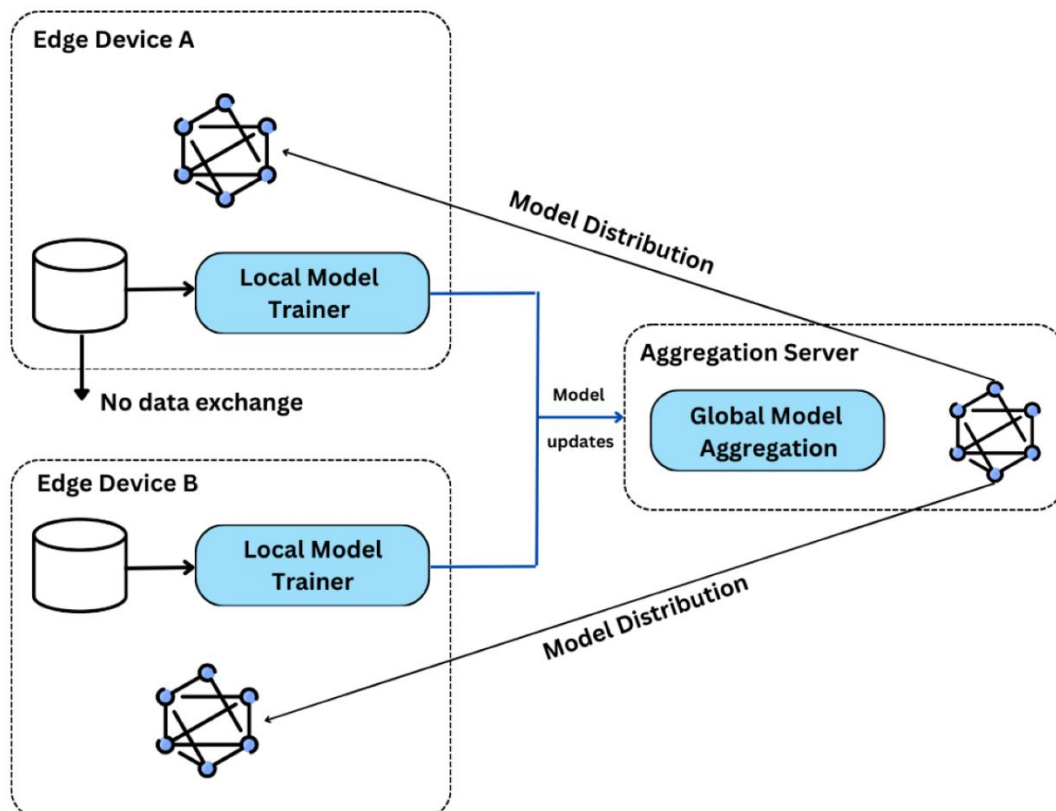 Edge Device A
Local Model
Trainer
No data exchange
Model Distribution
Aggregation Server
Model
updates
Global Model
Aggregation
Edge Device B
Local Model
Trainer
Model Distribution